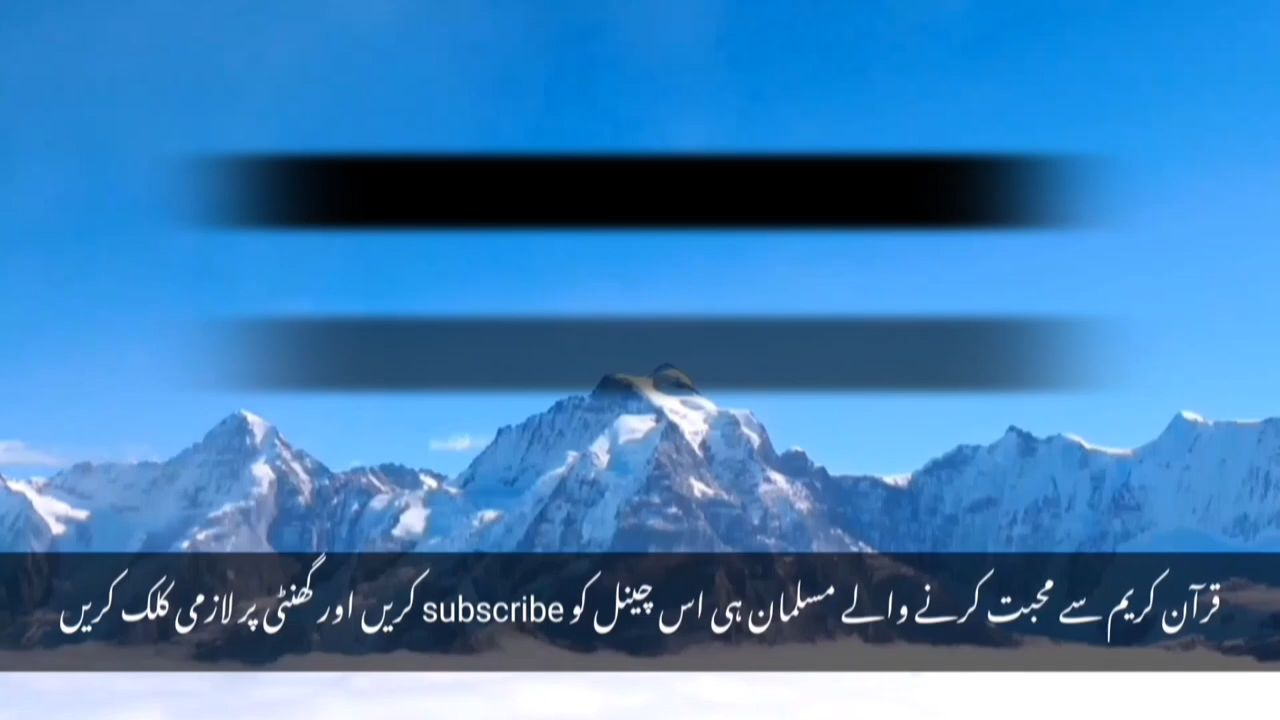 قرآن کریم سے محبت کرنے والے مسلمان ہی اس چینل کو subscribe کریں اور گھنٹی پر لازمی کلک کریں